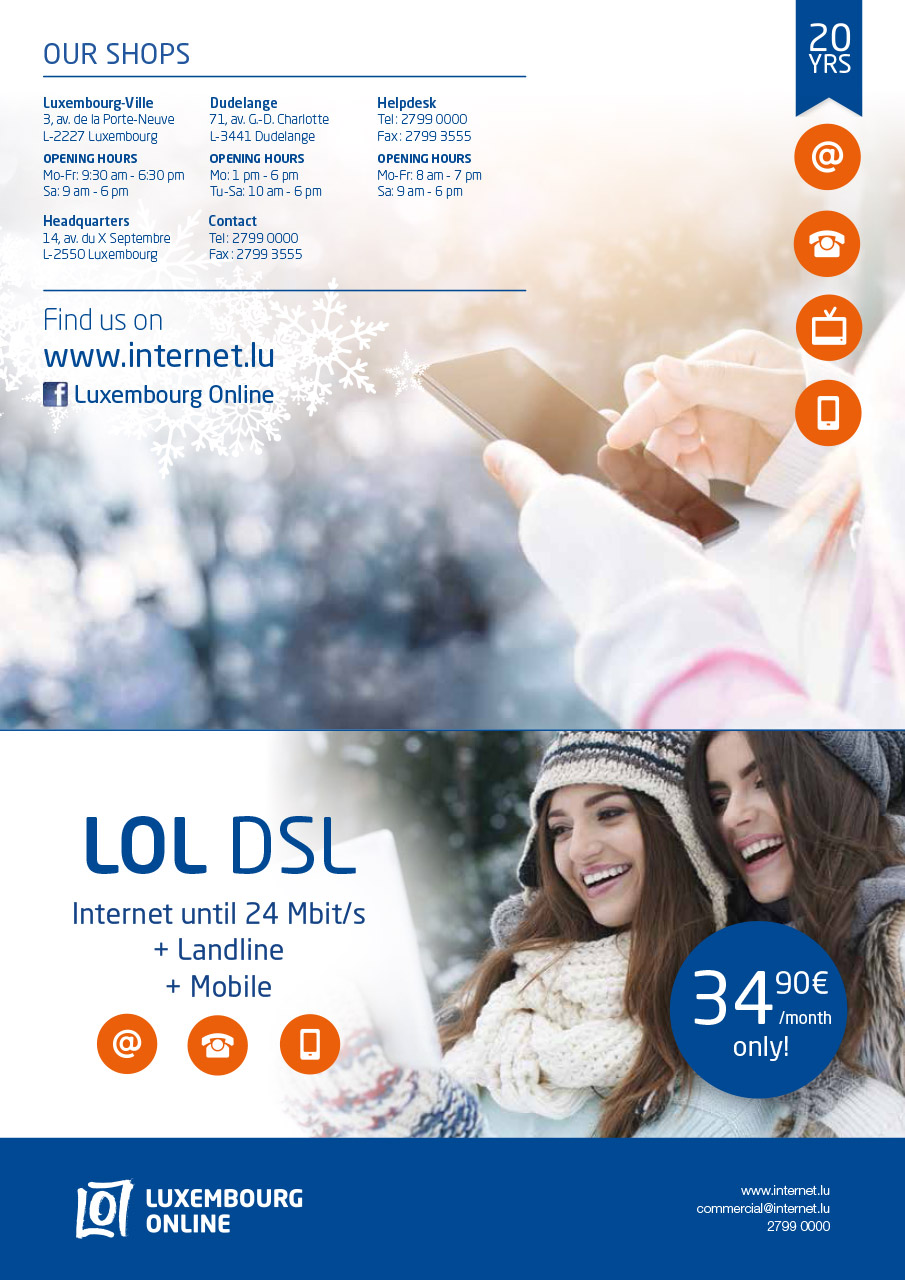 OUR SHOPS
20
YRS
Luxembourg-Ville
3, av. de la Porte-Neuve
L-2227 Luxembourg
OPENING HOURS
Mo-Fr: 9:30 am - 6:30 pm
Sa: 9 am - 6 pm
Dudelange
71, av. G.-D. Charlotte
L-3441 Dudelange
OPENING HOURS
Mo: 1 pm - 6 pm
Tu-Sa: 10 am - 6 pm
Helpdesk
Tel : 2799 0000
Fax : 2799 3555
OPENING HOURS
Mo-Fr: 8 am - 7 pm
Sa: 9 am - 6 pm
Headquarters
14, av. du X Septembre
L-2550 Luxembourg
Contact
Tel : 2799 0000
Fax : 2799 3555
Find us on
www.internet.lu
f Luxembourg Online
@
LOL DSL
Internet until 24 Mbit/s
+ Landline
+ Mobile
@
34 90€
/month
only!
LOL
LUXEMBOURG
ONLINE
www.internet.lu
commercial@internet.lu
2799 0000